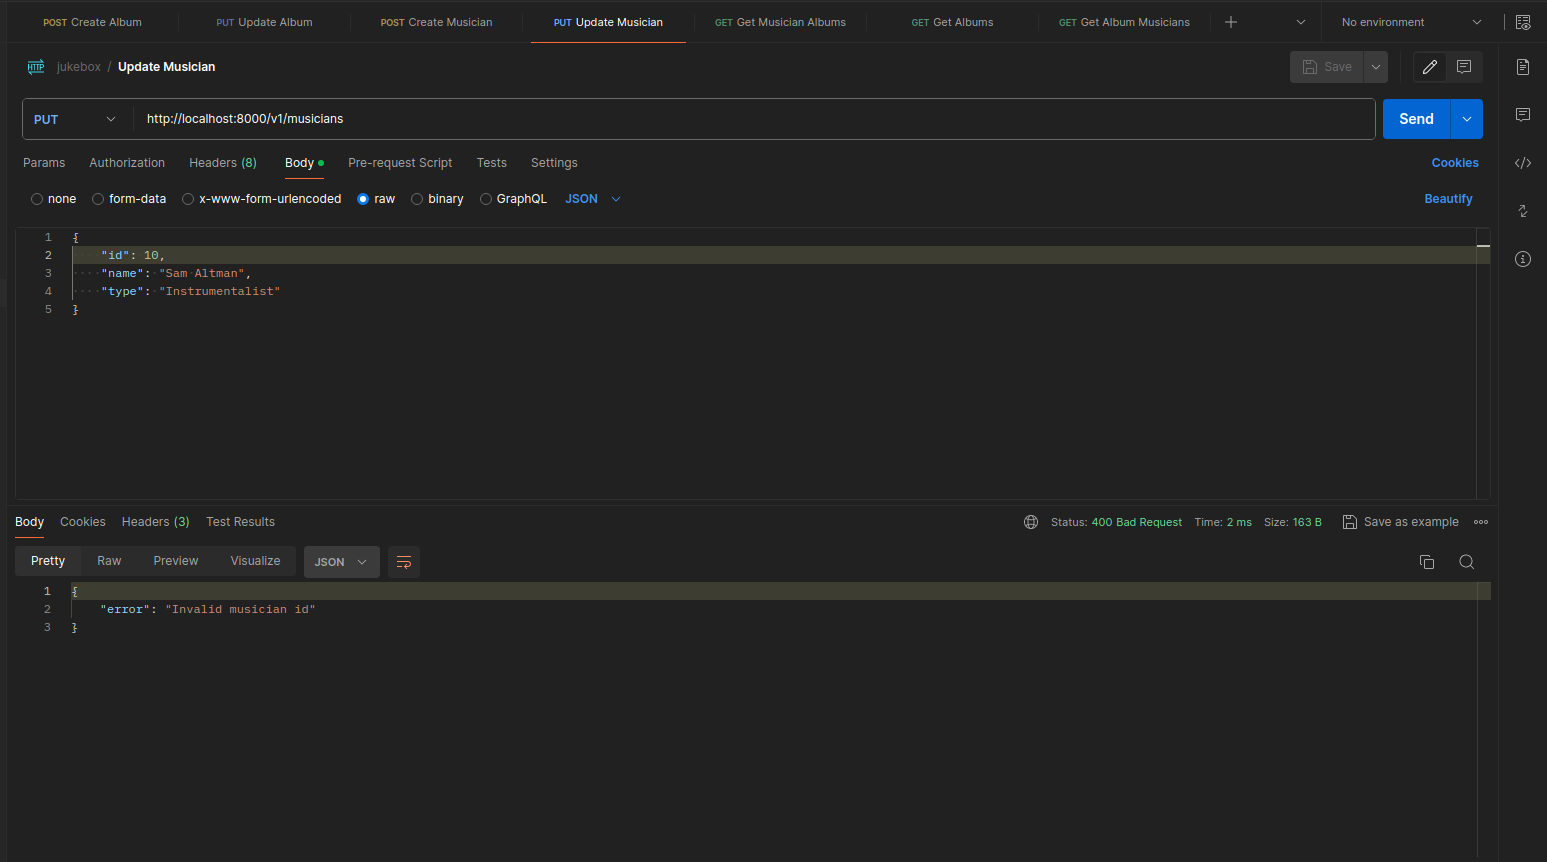 POST Create Album PUT Update Album POST Create Musician PUT Update Musician GET Get Musician Albums GET Get Albums GET Get Album Musicians No environment
HTTP jukebox / Update Musician Save
PUT http://localhost:8000/v1/musicians Send
Params Authorization Headers (8) Body Pre-request Script Tests Settings Cookies
none form-data x-www-form-urlencoded raw binary GraphQL JSON Beautify
1 {
2 "id": 10,
3 "name": "Sam Altman",
4 "type": "Instrumentalist"
5 }
Body Cookies Headers (3) Test Results Status: 400 Bad Request Time: 2 ms Size: 163 B Save as example
Pretty Raw Preview Visualize JSON
1 {
2 "error": "Invalid musician id"
3 }